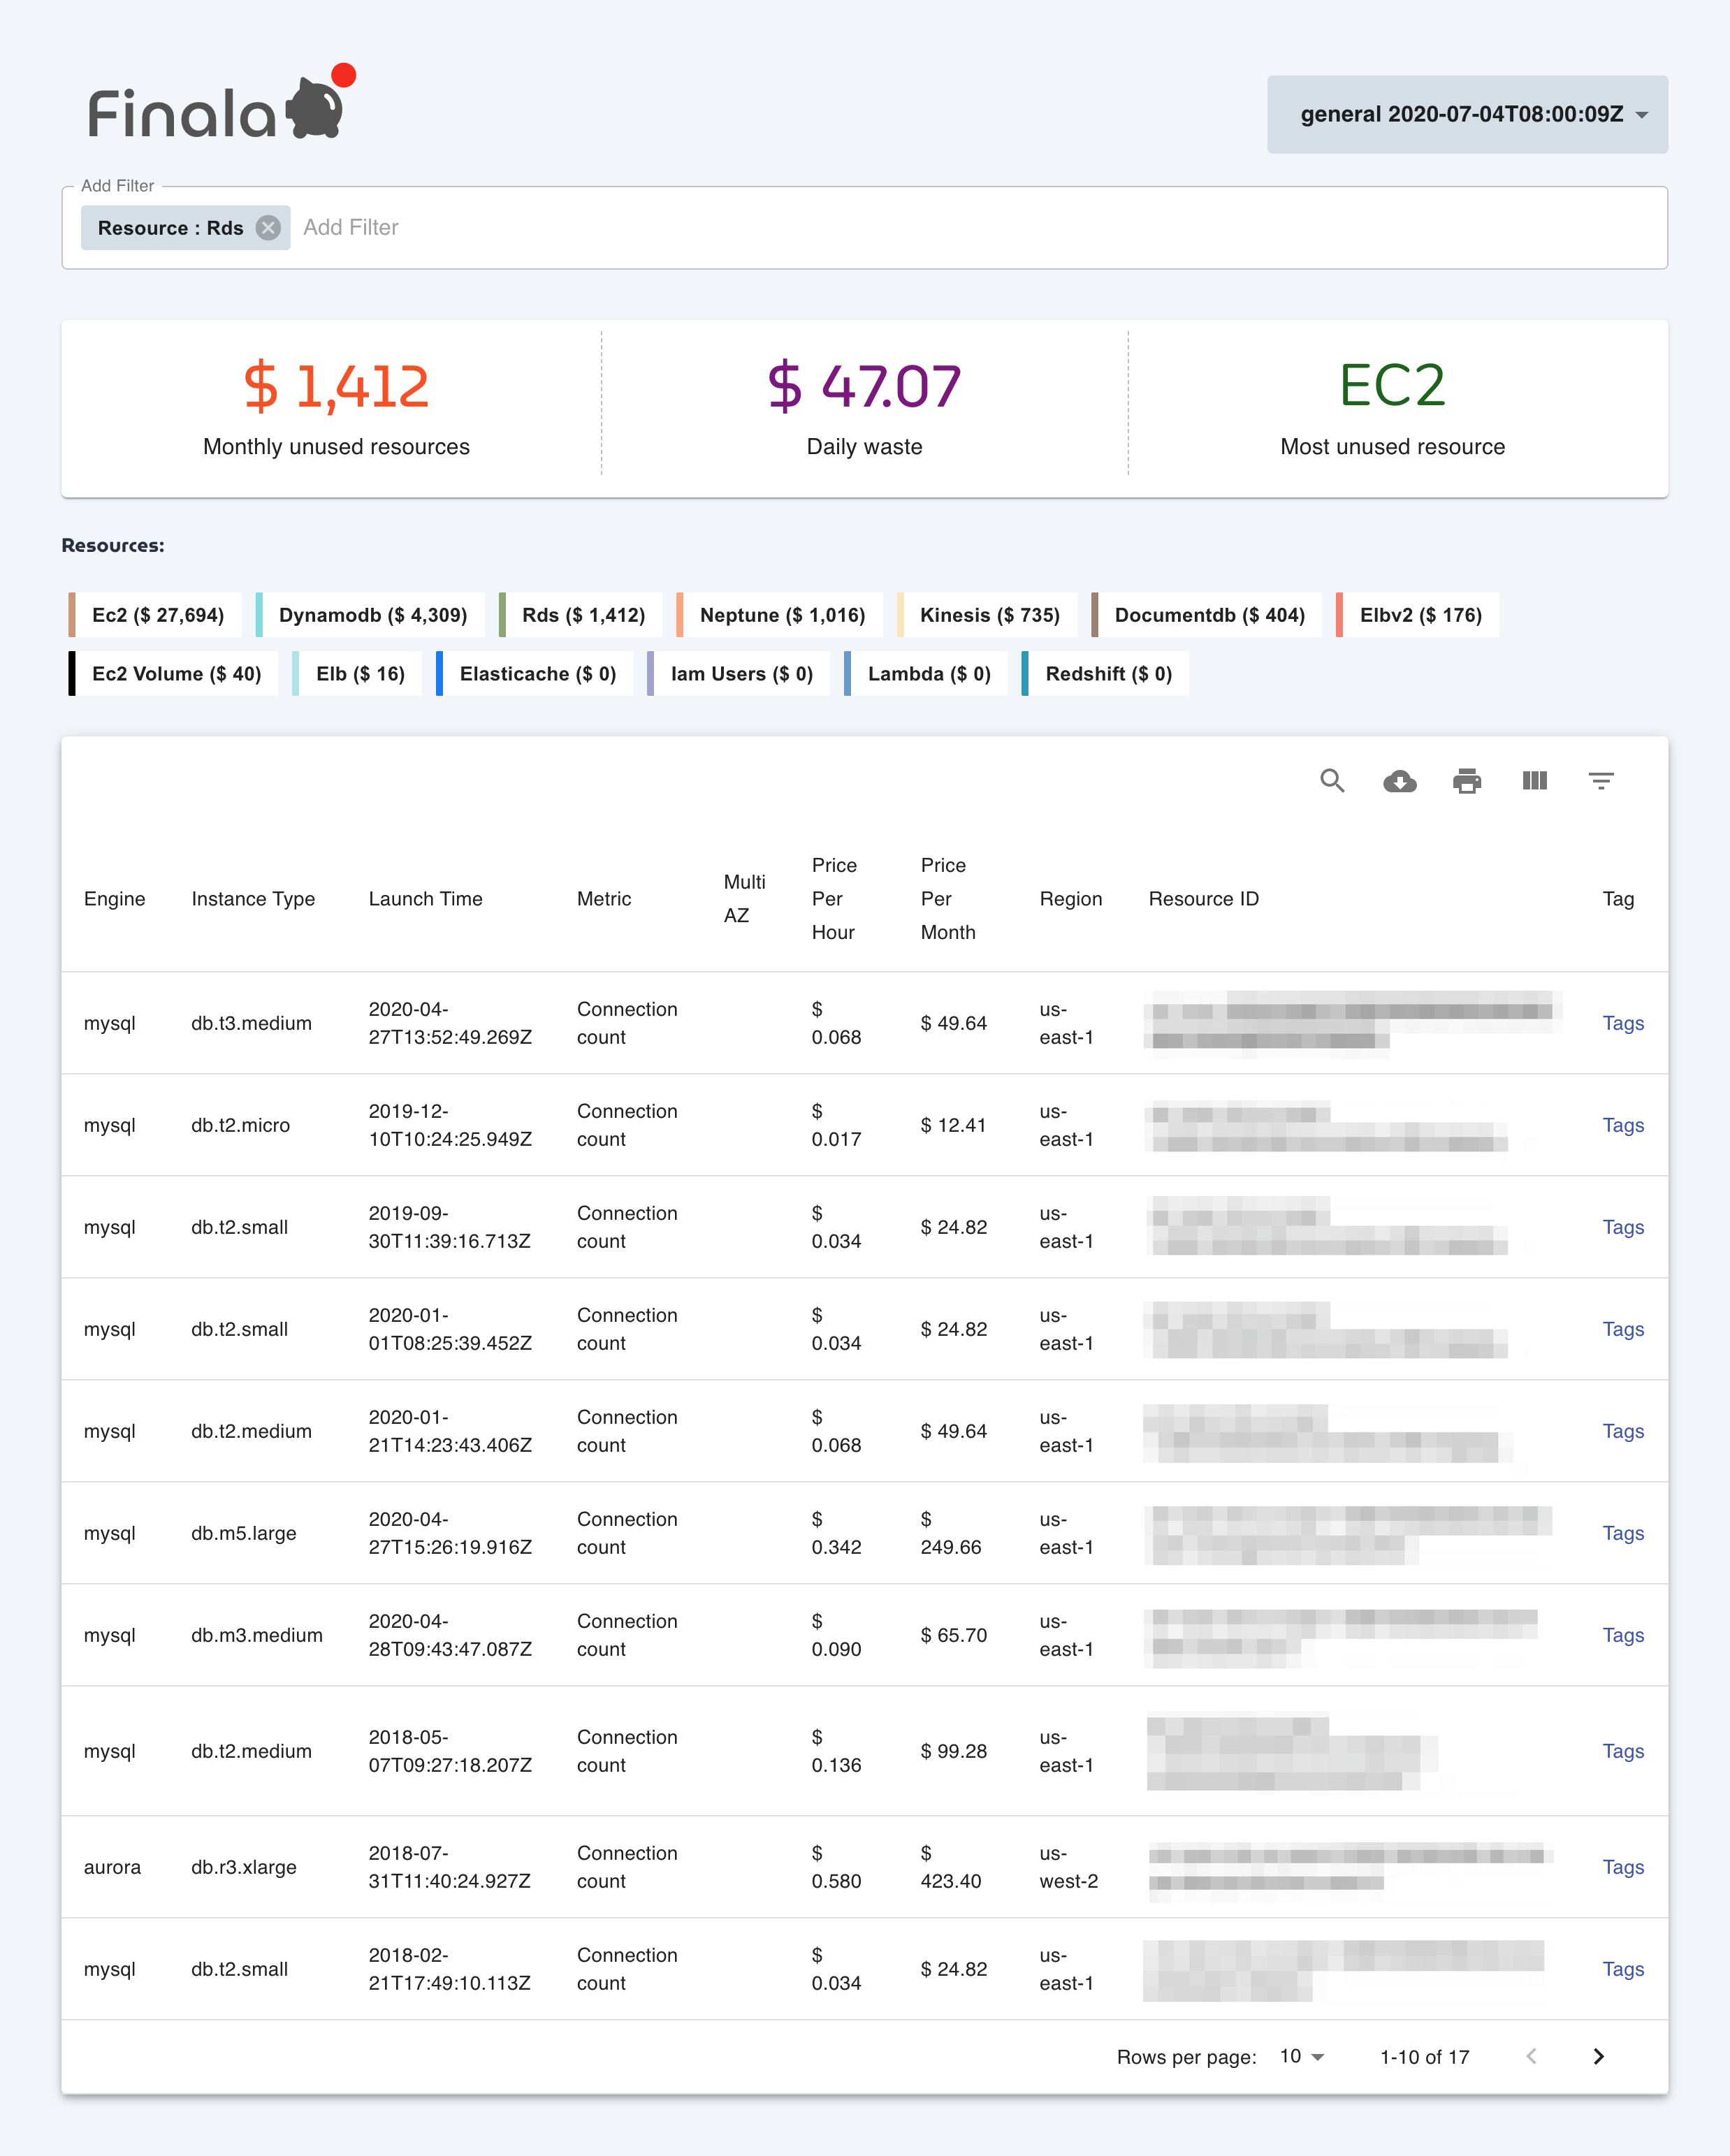 Finala
general 2020-07-04T08:00:09Z
Add Filter
Resource : Rds
Add Filter
$ 1,412
Monthly unused resources
$ 47.07
Daily waste
EC2
Most unused resource
Resources:
Ec2 ($ 27,694)
Dynamodb ($ 4,309)
Rds ($ 1,412)
Neptune ($ 1,016)
Kinesis ($ 735)
Documentdb ($ 404)
Elbv2 ($ 176)
Ec2 Volume ($ 40)
Elb ($ 16)
Elasticache ($ 0)
Iam Users ($ 0)
Lambda ($ 0)
Redshift ($ 0)
Engine
Instance Type
Launch Time
Metric
Multi
AZ
Price
Per
Hour
Price
Per
Month
Region
Resource ID
Tag
mysql
db.t3.medium
2020-04-
27T13:52:49.269Z
Connection
count
$
0.068
$ 49.64
us-
east-1
Tags
mysql
db.t2.micro
2019-12-
10T10:24:25.949Z
Connection
count
$
0.017
$ 12.41
us-
east-1
Tags
mysql
db.t2.small
2019-09-
30T11:39:16.713Z
Connection
count
$
0.034
$ 24.82
us-
east-1
Tags
mysql
db.t2.small
2020-01-
01T08:25:39.452Z
Connection
count
$
0.034
$ 24.82
us-
east-1
Tags
mysql
db.t2.medium
2020-01-
21T14:23:43.406Z
Connection
count
$
0.068
$ 49.64
us-
east-1
Tags
mysql
db.m5.large
2020-04-
27T15:26:19.916Z
Connection
count
$
0.342
$
249.66
us-
east-1
Tags
mysql
db.m3.medium
2020-04-
28T09:43:47.087Z
Connection
count
$
0.090
$ 65.70
us-
east-1
Tags
mysql
db.t2.medium
2018-05-
07T09:27:18.207Z
Connection
count
$
0.136
$ 99.28
us-
east-1
Tags
aurora
db.r3.xlarge
2018-07-
31T11:40:24.927Z
Connection
count
$
0.580
$
423.40
us-
west-2
Tags
mysql
db.t2.small
2018-02-
21T17:49:10.113Z
Connection
count
$
0.034
$ 24.82
us-
east-1
Tags
Rows per page:
10
1-10 of 17